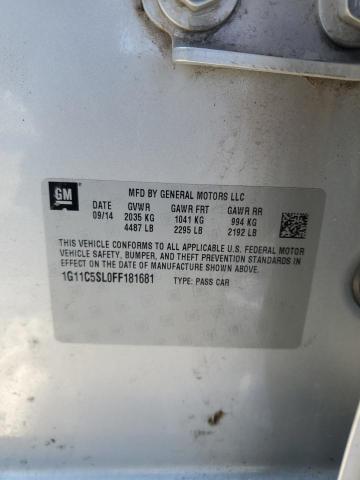 GM
MFD BY GENERAL MOTORS LLC
DATE GVWR GAWR FRT GAWR RR
09/14 2035 KG 1041 KG 994 KG
4487 LB 2295 LB 2192 LB
THIS VEHICLE CONFORMS TO ALL APPLICABLE U.S. FEDERAL MOTOR
VEHICLE SAFETY, BUMPER, AND THEFT PREVENTION STANDARDS IN
EFFECT ON THE DATE OF MANUFACTURE SHOWN ABOVE.
1G11C5SL0FF181681 TYPE: PASS CAR